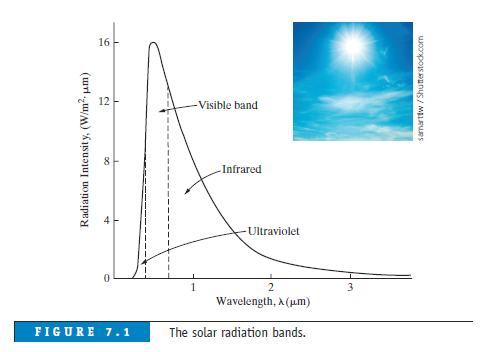 Radiation Intensity, (W/m². μm)
16
12
8
4
0
Visible band
Infrared
Ultraviolet
1
2
3
Wavelength, λ(μm)
samarttiw / Shutterstock.com
FIGURE 7.1 The solar radiation bands.